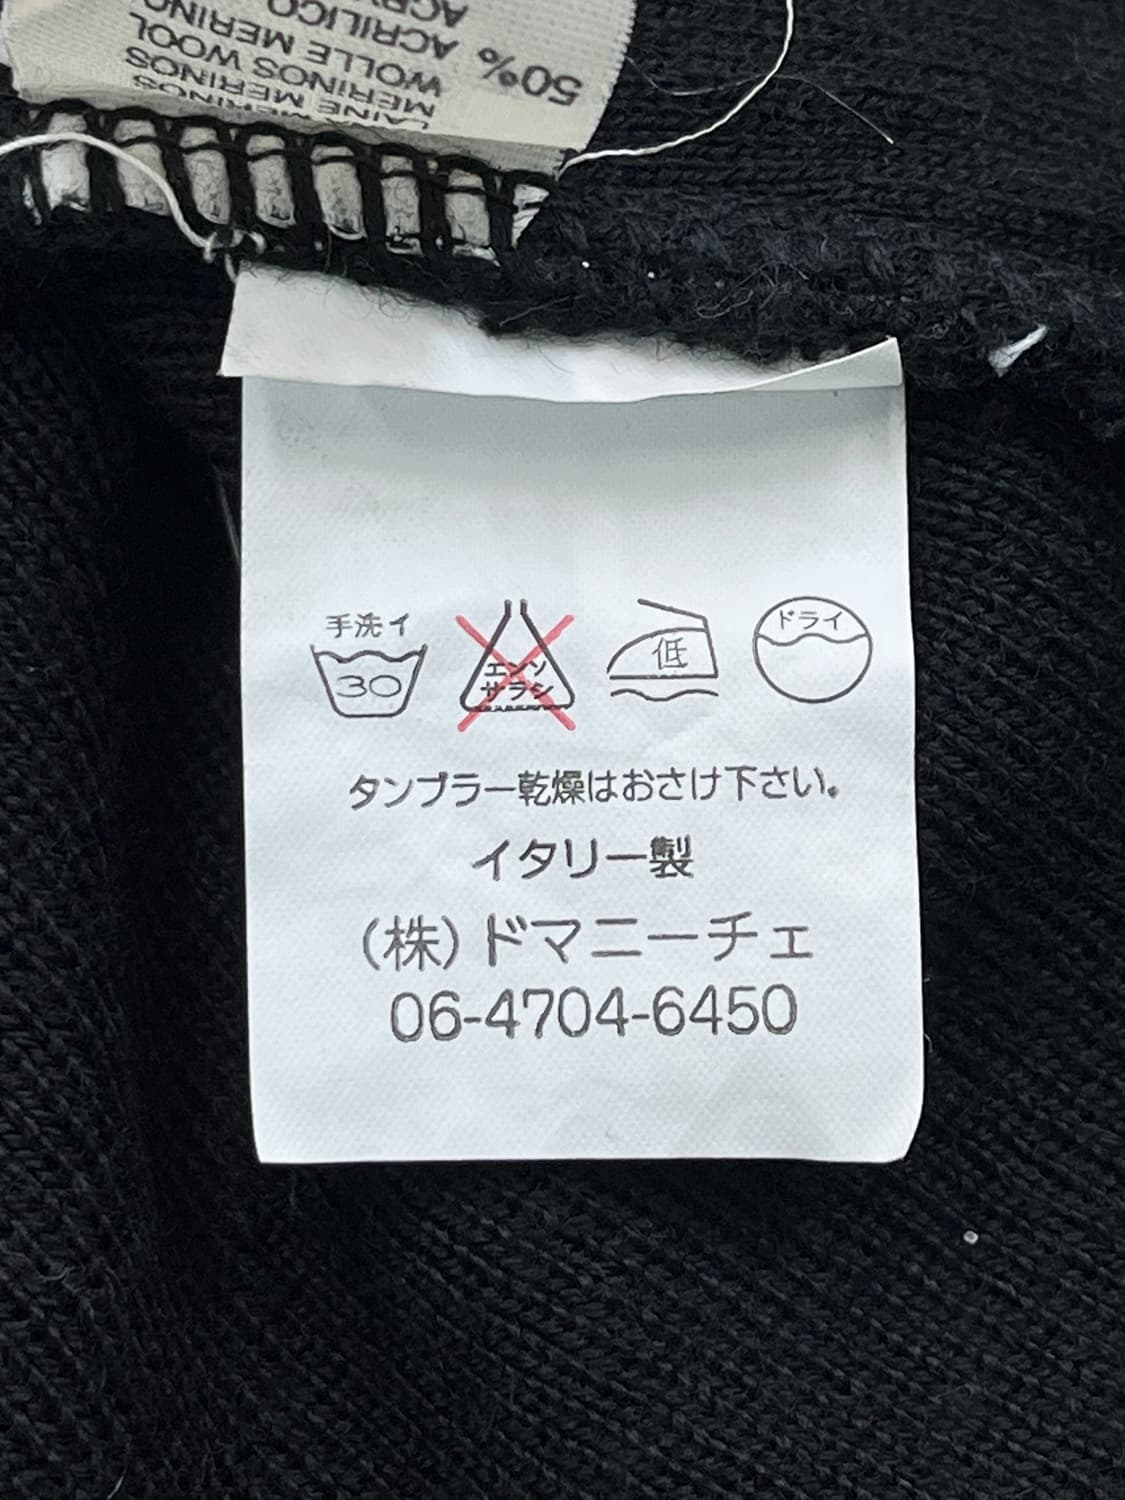 50% ACRILICO
WOLLE MERINO
MERINOS WOOL
LAINE MERINOS
手洗イ
30
エンソ
サラシ
低
ドライ
タンブラー乾燥はおさけ下さい。
イタリー製
(株)ドマニーチェ
06-4704-6450